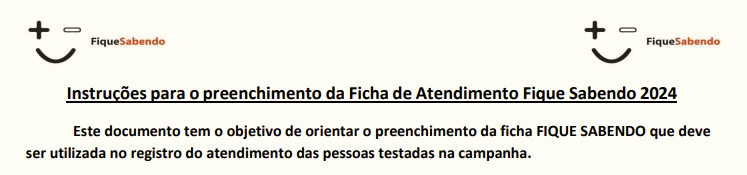 FiqueSabendo FiqueSabendo
Instruções para o preenchimento da Ficha de Atendimento Fique Sabendo 2024
Este documento tem o objetivo de orientar o preenchimento da ficha FIQUE SABENDO que deve
ser utilizada no registro do atendimento das pessoas testadas na campanha.